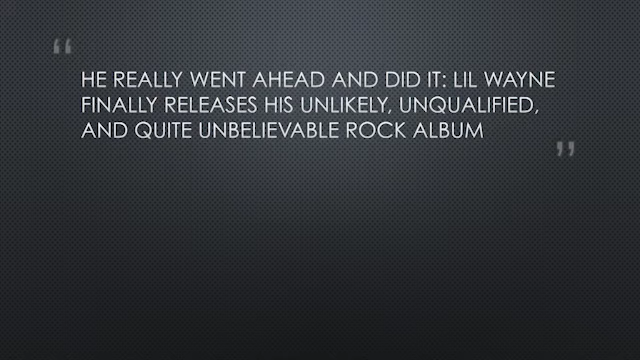 “
HE REALLY WENT AHEAD AND DID IT: LIL WAYNE
FINALLY RELEASES HIS UNLIKELY, UNQUALIFIED,
AND QUITE UNBELIEVABLE ROCK ALBUM
”